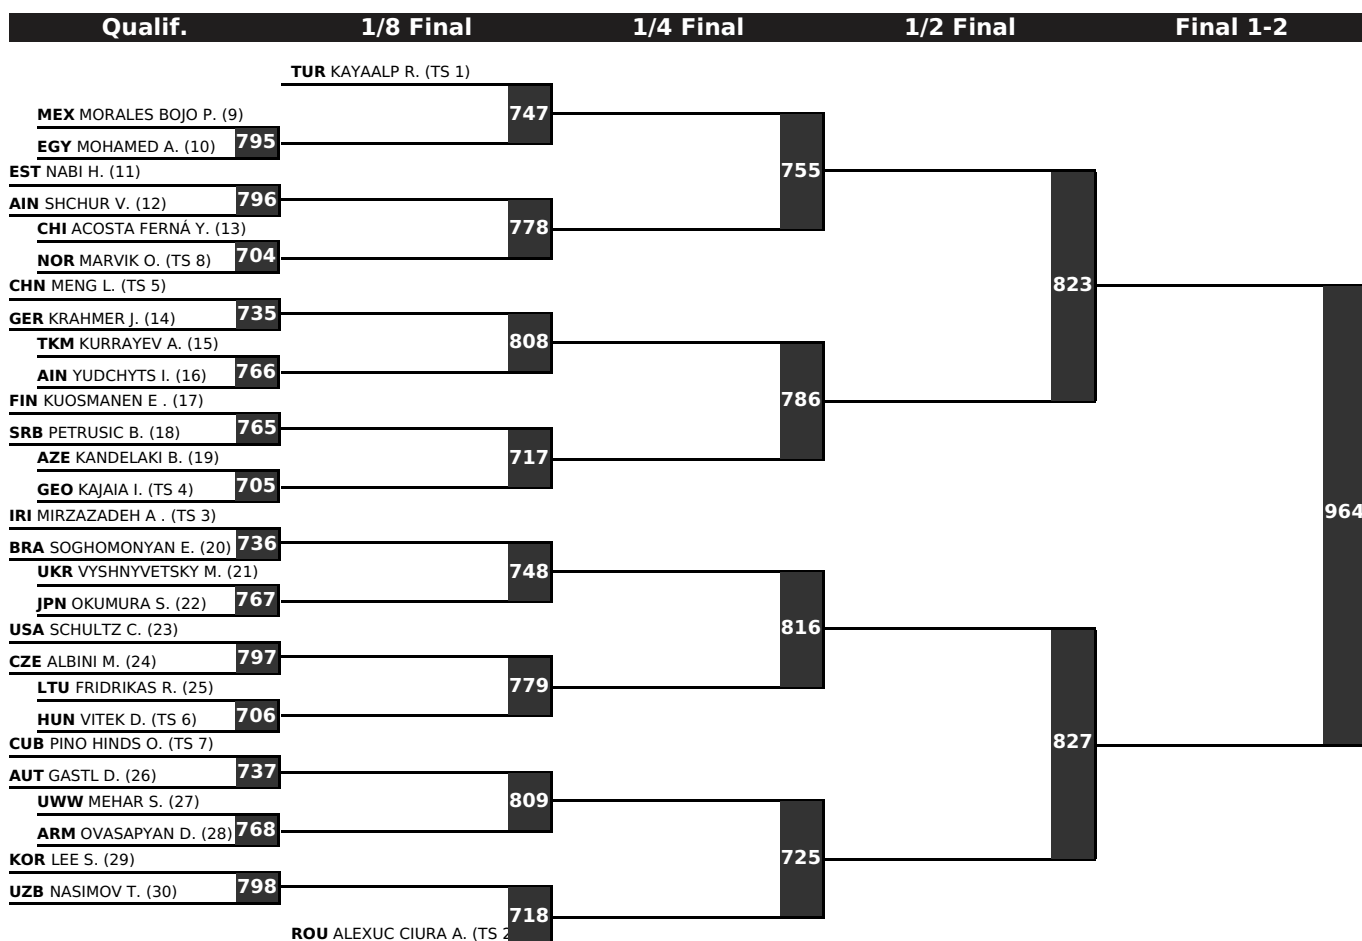 Qualif. 1/8 Final 1/4 Final 1/2 Final Final 1-2
TUR KAYAALP R. (TS 1)
747
MEX MORALES BOJO P. (9)
795
EGY MOHAMED A. (10)
755
EST NABI H. (11)
796
AIN SHCHUR V. (12)
778
CHI ACOSTA FERNÁ Y. (13)
704
NOR MARVIK O. (TS 8)
823
CHN MENG L. (TS 5)
735
GER KRAHMER J. (14)
808
TKM KURRAYEV A. (15)
766
AIN YUDCHYTS I. (16)
786
FIN KUOSMANEN E . (17)
765
SRB PETRUSIC B. (18)
717
AZE KANDELAKI B. (19)
705
GEO KAJAIA I. (TS 4)
964
IRI MIRZAZADEH A . (TS 3)
736
BRA SOGHOMONYAN E. (20)
748
UKR VYSHNYVETSKY M. (21)
767
JPN OKUMURA S. (22)
816
USA SCHULTZ C. (23)
797
CZE ALBINI M. (24)
779
LTU FRIDRIKAS R. (25)
706
HUN VITEK D. (TS 6)
827
CUB PINO HINDS O. (TS 7)
737
AUT GASTL D. (26)
809
UWW MEHAR S. (27)
768
ARM OVASAPYAN D. (28)
725
KOR LEE S. (29)
798
UZB NASIMOV T. (30)
718
ROU ALEXUC CIURA A. (TS 2